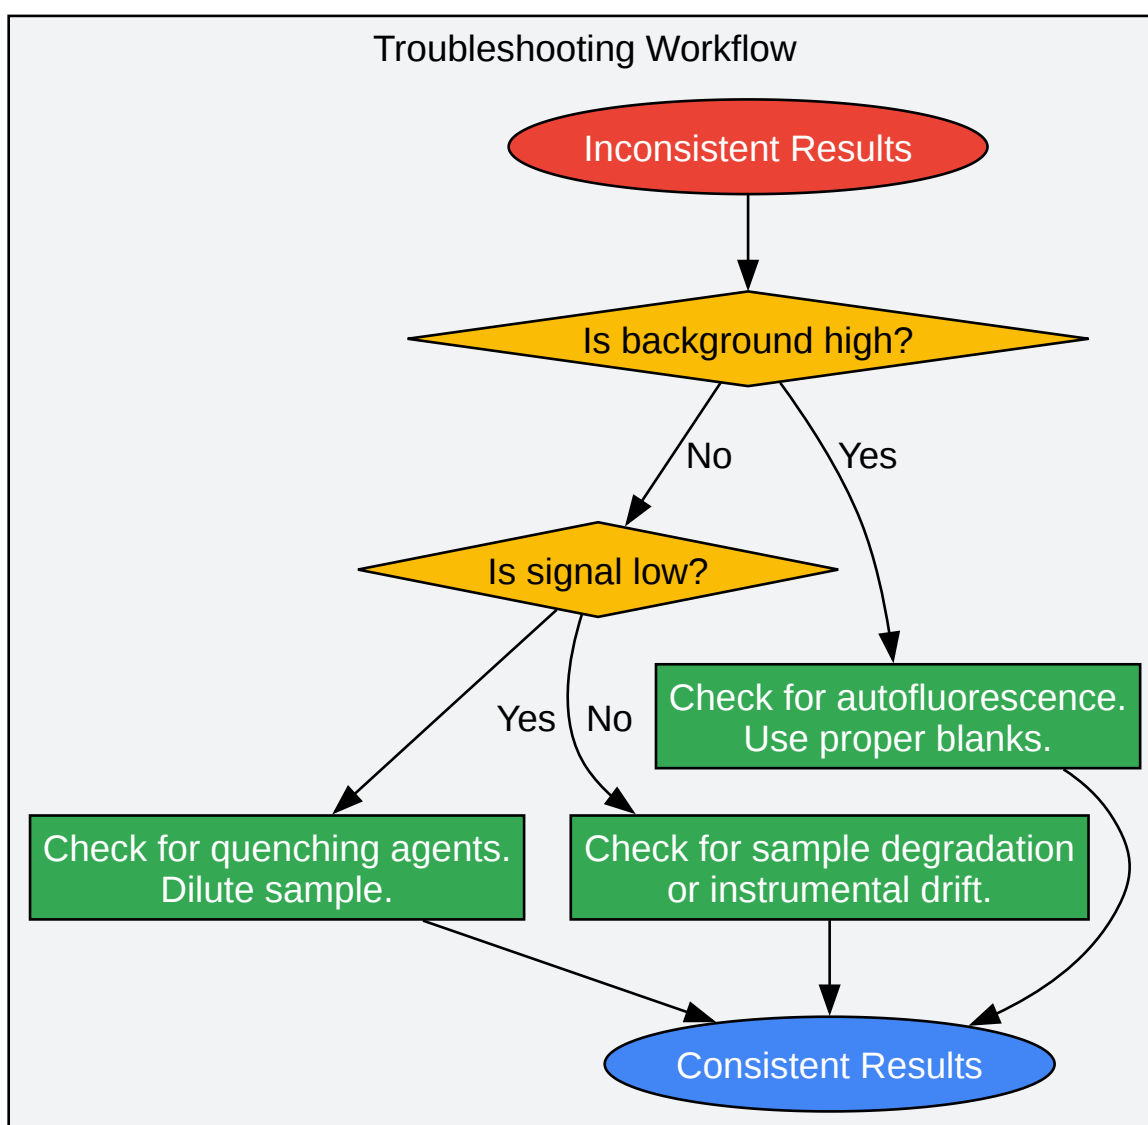 Troubleshooting Workflow
Inconsistent Results
Is background high?
No
Yes
Is signal low?
Yes
No
Check for autofluorescence.
Use proper blanks.
Check for quenching agents.
Dilute sample.
Check for sample degradation
or instrumental drift.
Consistent Results